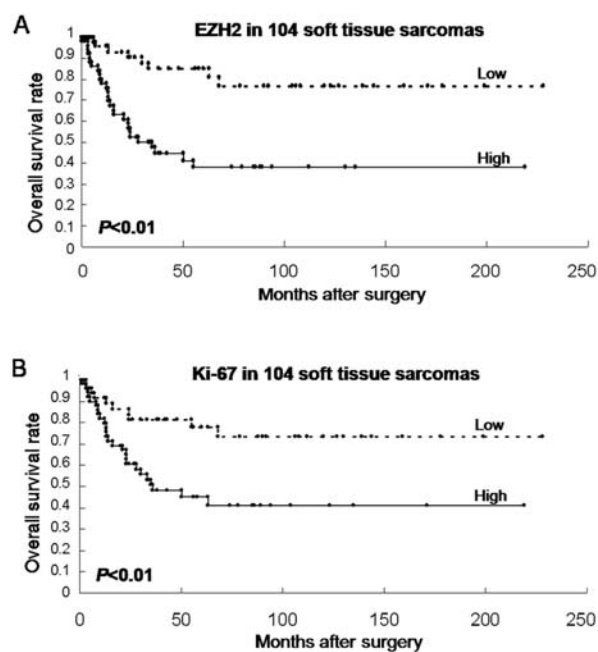 A
EZH2 in 104 soft tissue sarcomas
Overall survival rate
1
0.9
0.8
0.7
0.6
0.5
0.4
0.3
0.2
0.1
0
Low
High
P<0.01
0 50 100 150 200 250
Months after surgery
B
Ki-67 in 104 soft tissue sarcomas
Overall survival rate
1
0.9
0.8
0.7
0.6
0.5
0.4
0.3
0.2
0.1
0
Low
High
P<0.01
0 50 100 150 200 250
Months after surgery